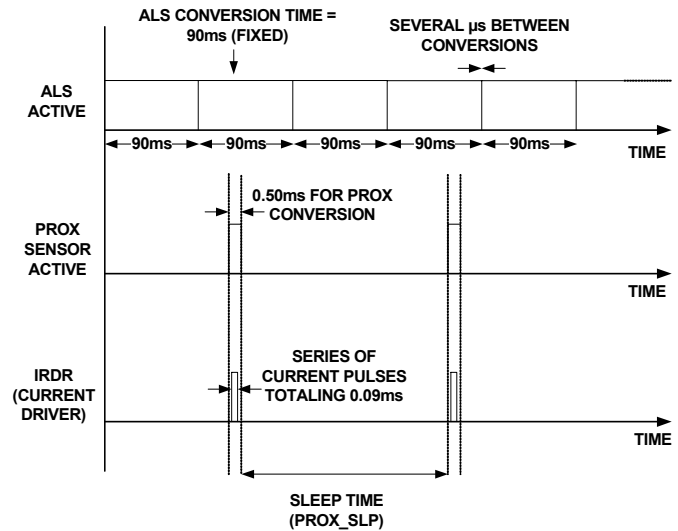 ALS CONVERSION TIME =
90ms (FIXED)
SEVERAL µs BETWEEN
CONVERSIONS
ALS
ACTIVE
90ms
90ms
90ms
90ms
90ms
TIME
0.50ms FOR PROX
CONVERSION
PROX
SENSOR
ACTIVE
TIME
SERIES OF
CURRENT PULSES
TOTALING 0.09ms
IRDR
(CURRENT
DRIVER)
TIME
SLEEP TIME
(PROX_SLP)